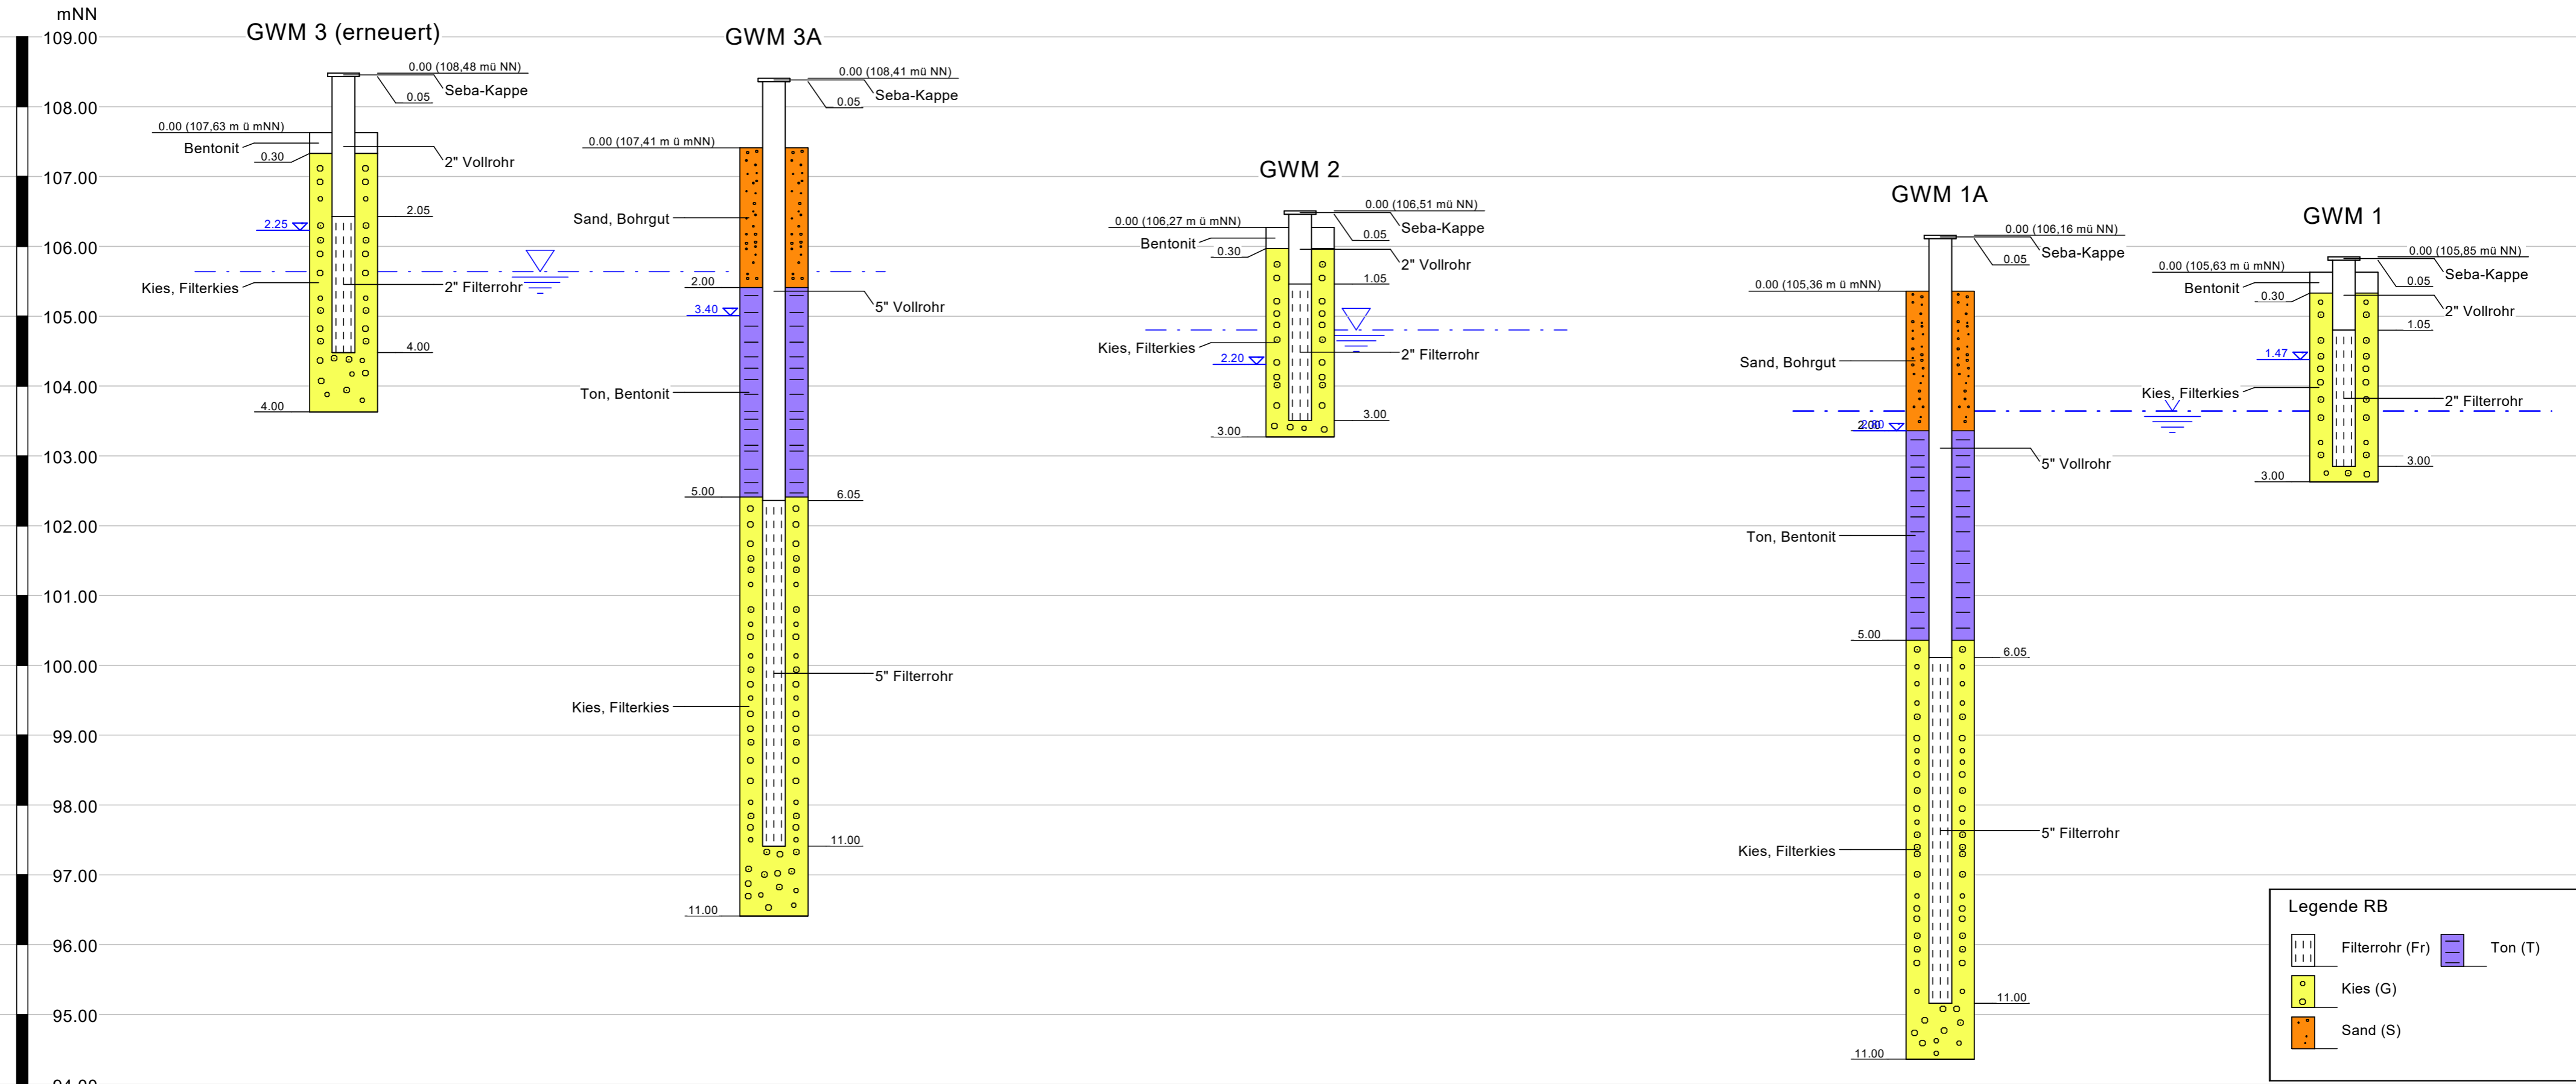 mNN
109.00
108.00
107.00
106.00
105.00
104.00
103.00
102.00
101.00
100.00
99.00
98.00
97.00
96.00
95.00
94.00
GWM 3 (erneuert)
0.00 (108,48 mü NN)
Seba-Kappe
0.05
0.00 (107,63 m ü mNN)
Bentonit
0.30
2" Vollrohr
2.05
2.25
Kies, Filterkies
2" Filterrohr
4.00
4.00
GWM 3A
0.00 (108,41 mü NN)
Seba-Kappe
0.05
0.00 (107,41 m ü mNN)
Sand, Bohrgut
2.00
5" Vollrohr
3.40
Ton, Bentonit
5.00
6.05
5" Filterrohr
Kies, Filterkies
11.00
11.00
GWM 2
0.00 (106,51 mü NN)
0.00 (106,27 m ü mNN)
Seba-Kappe
0.05
Bentonit
0.30
2" Vollrohr
1.05
Kies, Filterkies
2.20
2" Filterrohr
3.00
3.00
GWM 1A
0.00 (106,16 mü NN)
Seba-Kappe
0.05
0.00 (105,36 m ü mNN)
Sand, Bohrgut
2.00
2.80
5" Vollrohr
Ton, Bentonit
5.00
6.05
5" Filterrohr
Kies, Filterkies
11.00
11.00
GWM 1
0.00 (105,85 mü NN)
0.00 (105,63 m ü mNN)
Seba-Kappe
0.05
Bentonit
0.30
2" Vollrohr
1.05
1.47
Kies, Filterkies
2" Filterrohr
3.00
3.00
Legende RB
Filterrohr (Fr)
Ton (T)
Kies (G)
Sand (S)